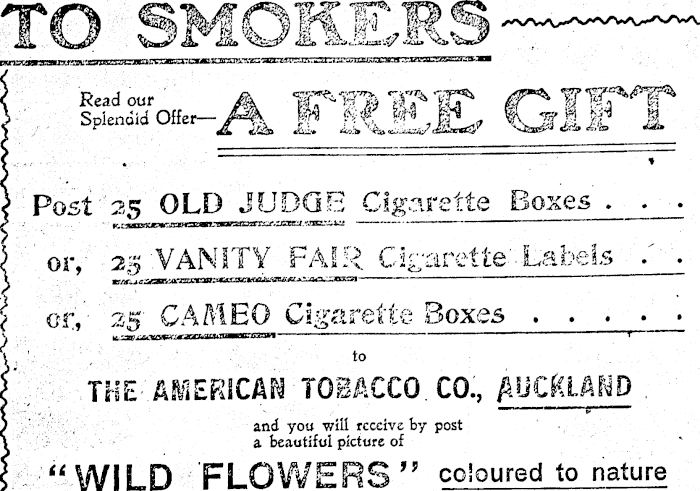 TO SMOKERS
Read our
Splendid Offer—
A FREE GIFT
Post 25 OLD JUDGE Cigarette Boxes . . .
or, 25 VANITY FAIR Cigarette Labels . .
or, 25 CAMEO Cigarette Boxes . . . . .
to
THE AMERICAN TOBACCO CO., AUCKLAND
and you will receive by post
a beautiful picture of
"WILD FLOWERS" coloured to nature